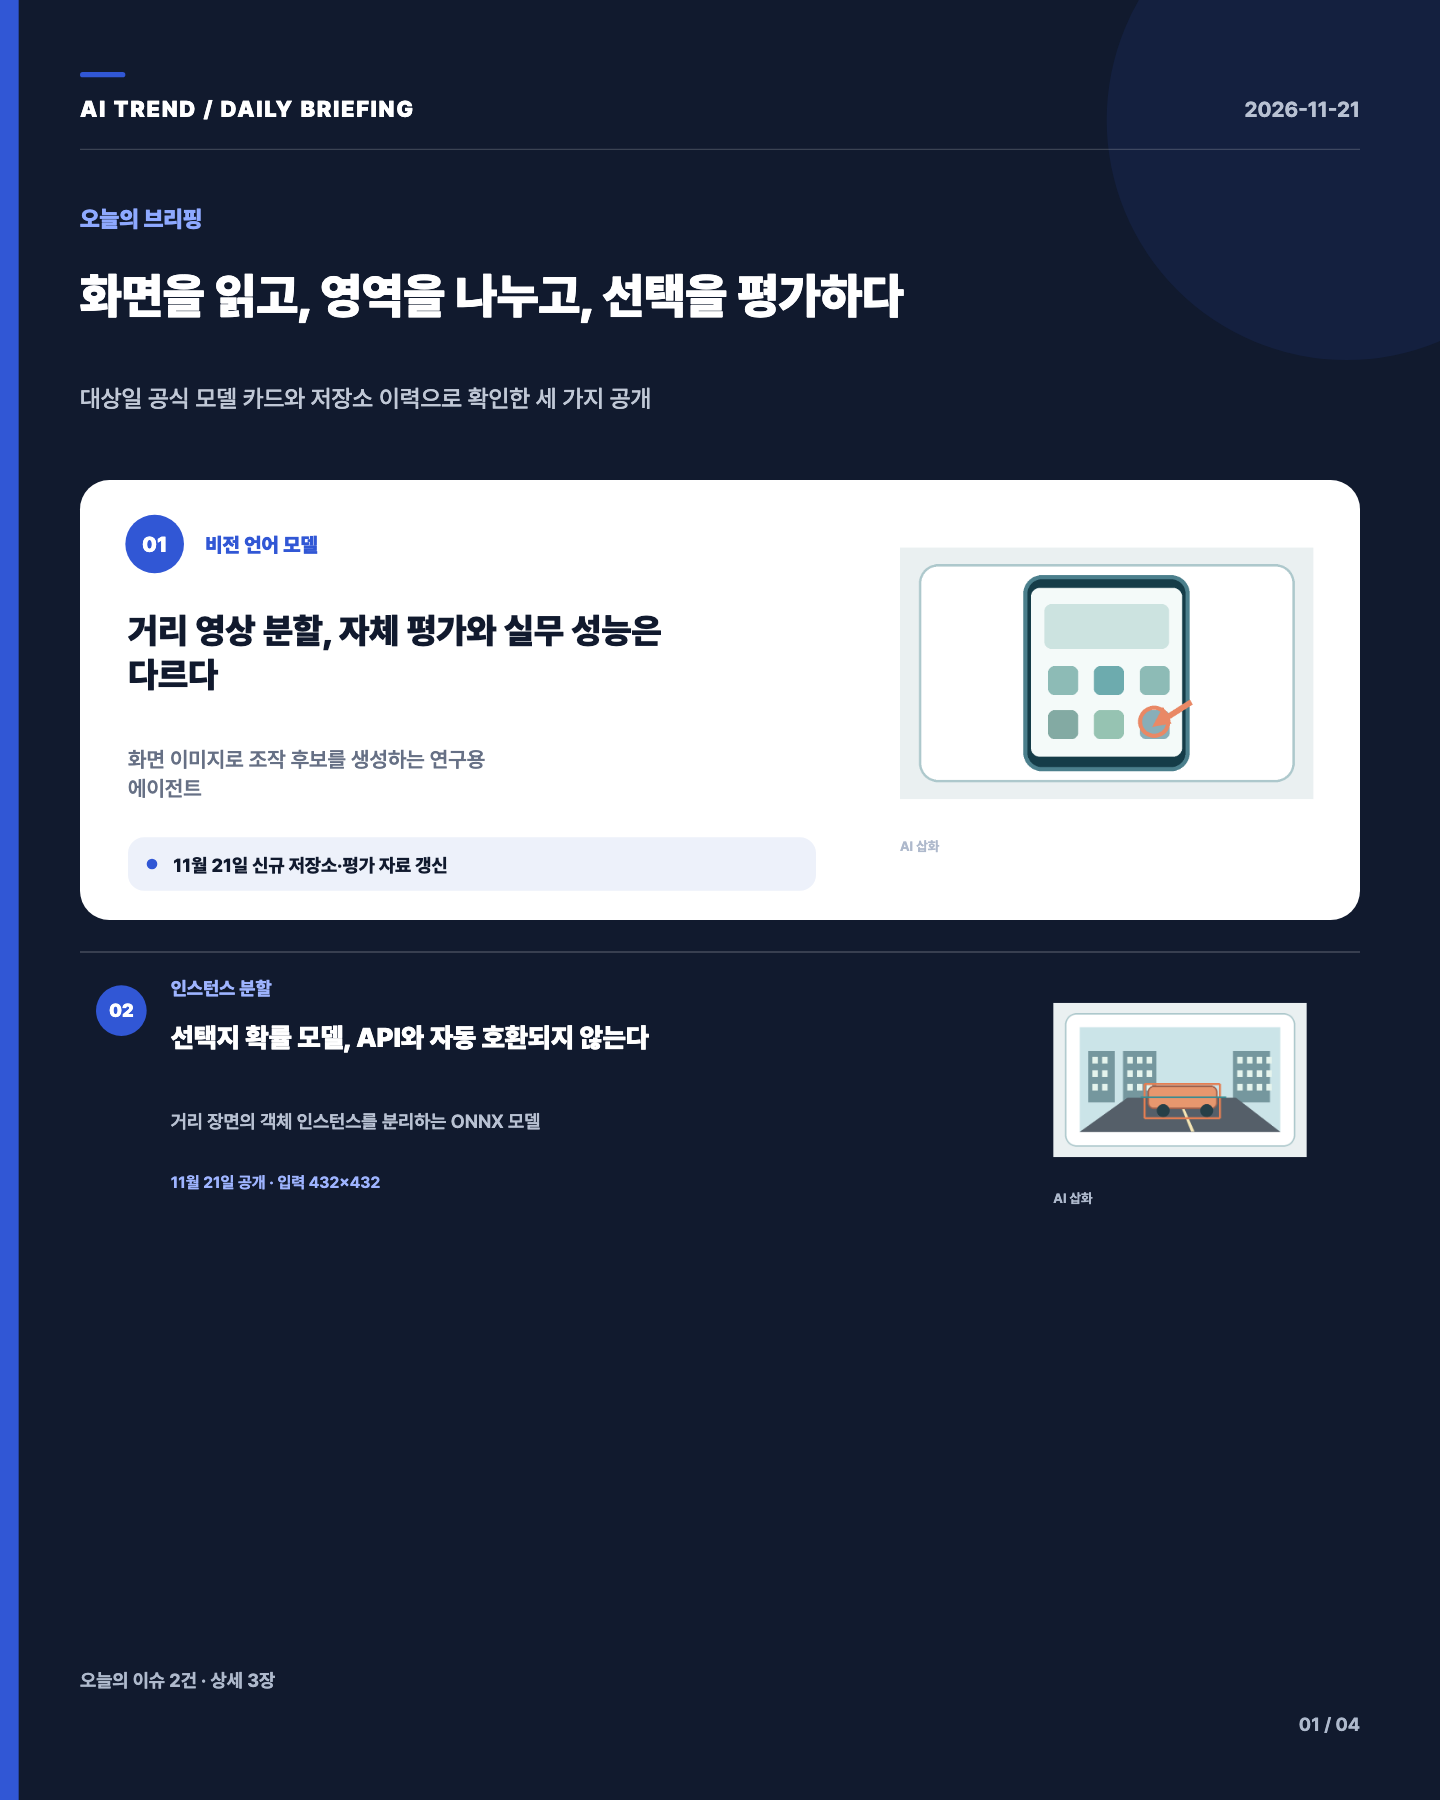 AI TREND / DAILY BRIEFING
2026-11-21
오늘의 브리핑
화면을 읽고, 영역을 나누고, 선택을 평가하다
대상일 공식 모델 카드와 저장소 이력으로 확인한 세 가지 공개
01
비전 언어 모델
거리 영상 분할, 자체 평가와 실무 성능은
다르다
화면 이미지로 조작 후보를 생성하는 연구용
에이전트
11월 21일 신규 저장소·평가 자료 갱신
AI 삽화
02
인스턴스 분할
선택지 확률 모델, API와 자동 호환되지 않는다
거리 장면의 객체 인스턴스를 분리하는 ONNX 모델
11월 21일 공개 · 입력 432×432
AI 삽화
오늘의 이슈 2건 · 상세 3장
01 / 04